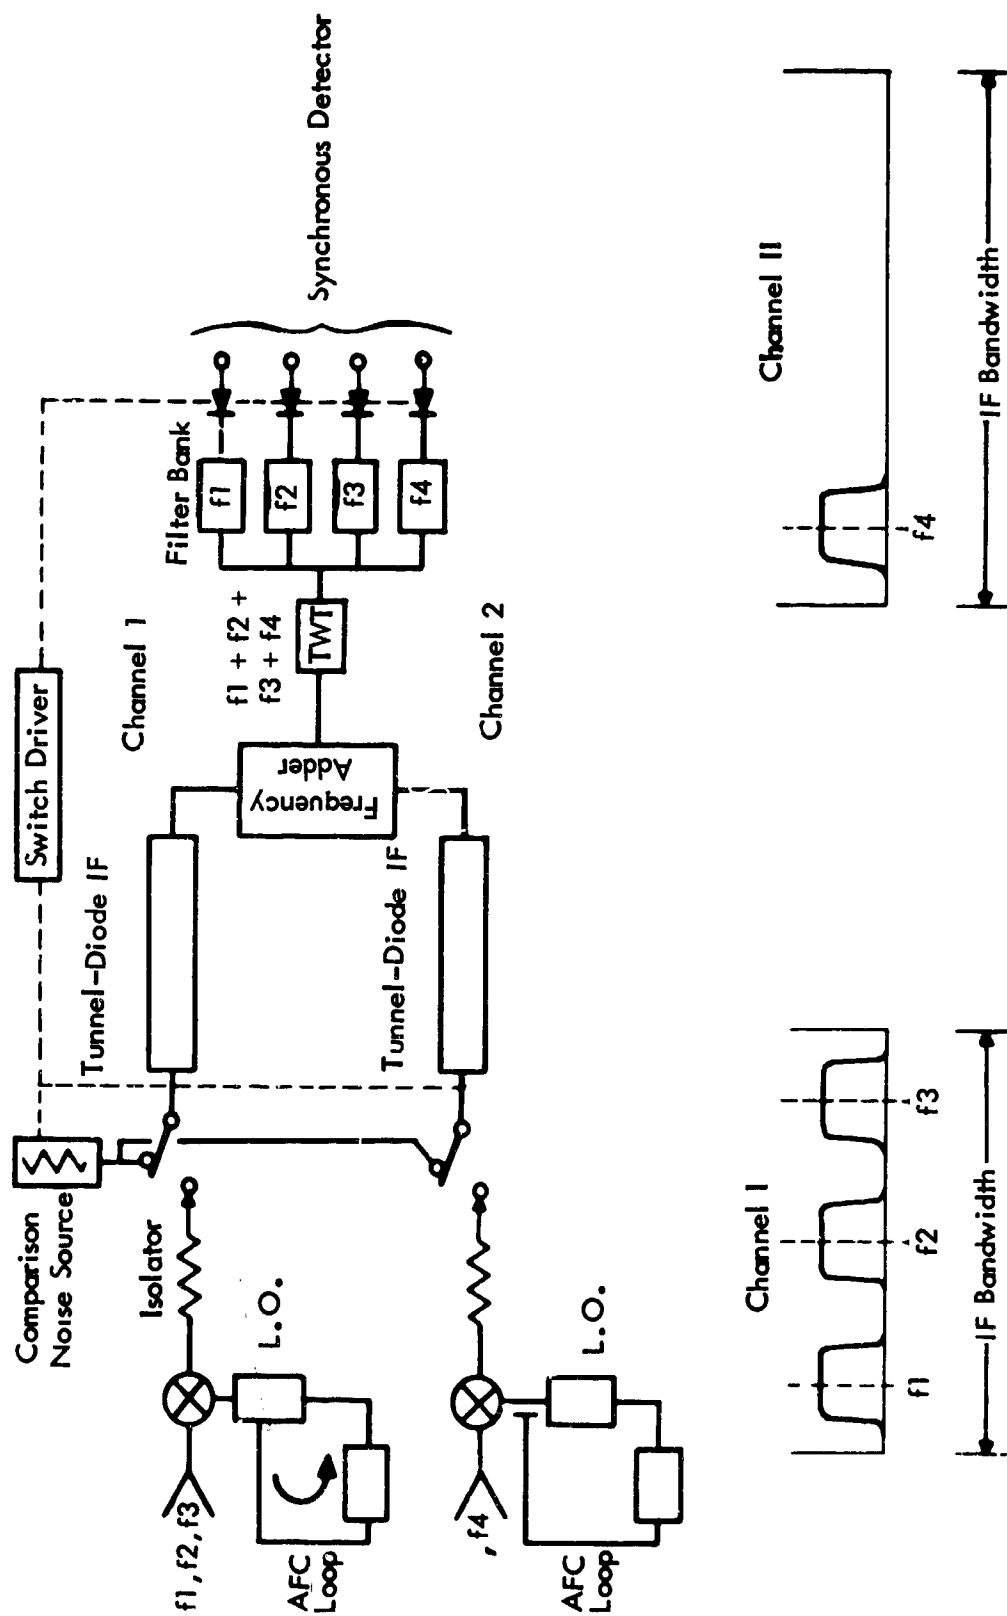 Comparison
Noise Source
Switch Driver
Isolator
Tunnel-Diode IF
Channel 1
f1, f2, f3
L.O.
AFC
Loop
Frequency
Adder
f1 + f2 +
f3 + f4
TWT
Filter Bank
f1
f2
f3
f4
Synchronous Detector
Tunnel-Diode IF
Channel 2
, f4
L.O.
AFC
Loop
Channel I
f1
f2
f3
IF Bandwidth
Channel II
f4
IF Bandwidth